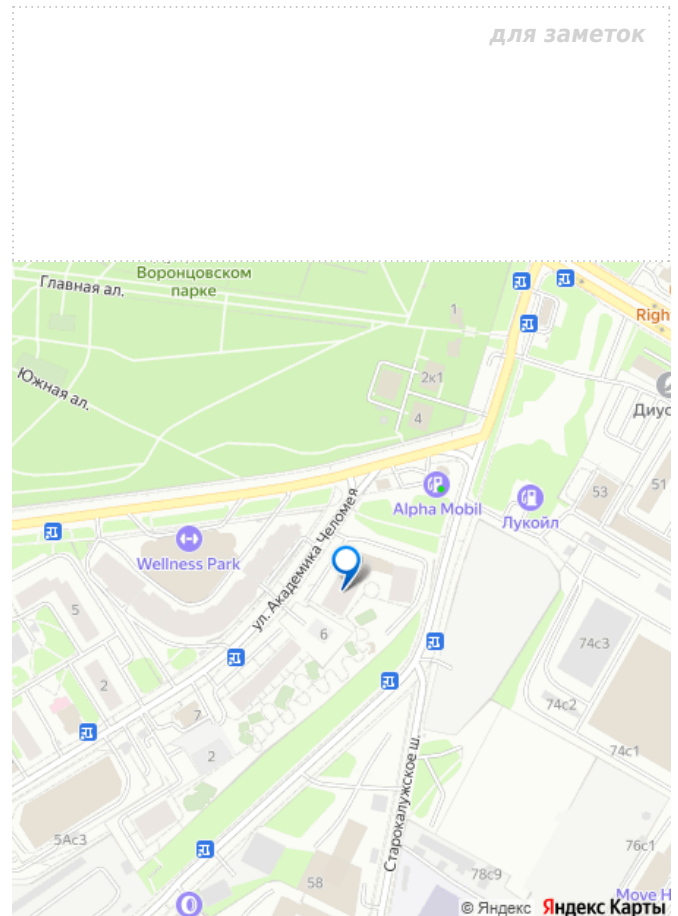 для заметок
Воронцовском
парке
Главная ал.
1
Righ
Южная ал.
2к1
Диус
4
Alpha Mobil
Лукойл
53
51
Wellness Park
ул. Академика Челомея
5
6
74с3
2
7
74с2
2
74с1
Старокалужское ш.
5Ас3
76с1
58
78с9
Move H
© Яндекс Яндекс Карты